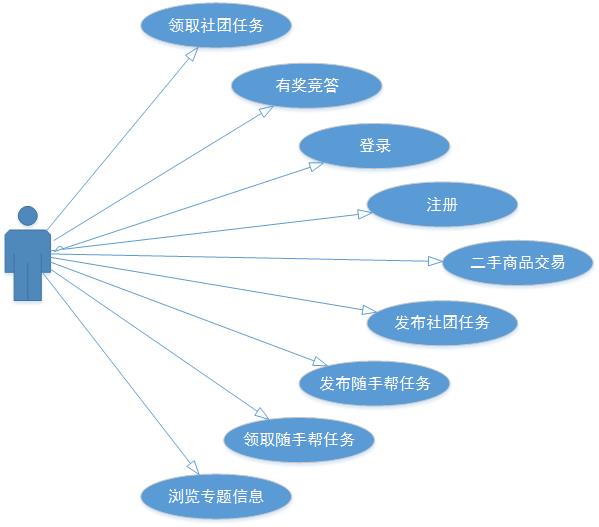 领取社团任务
有奖竞答
登录
注册
二手商品交易
发布社团任务
发布随手帮任务
领取随手帮任务
浏览专题信息